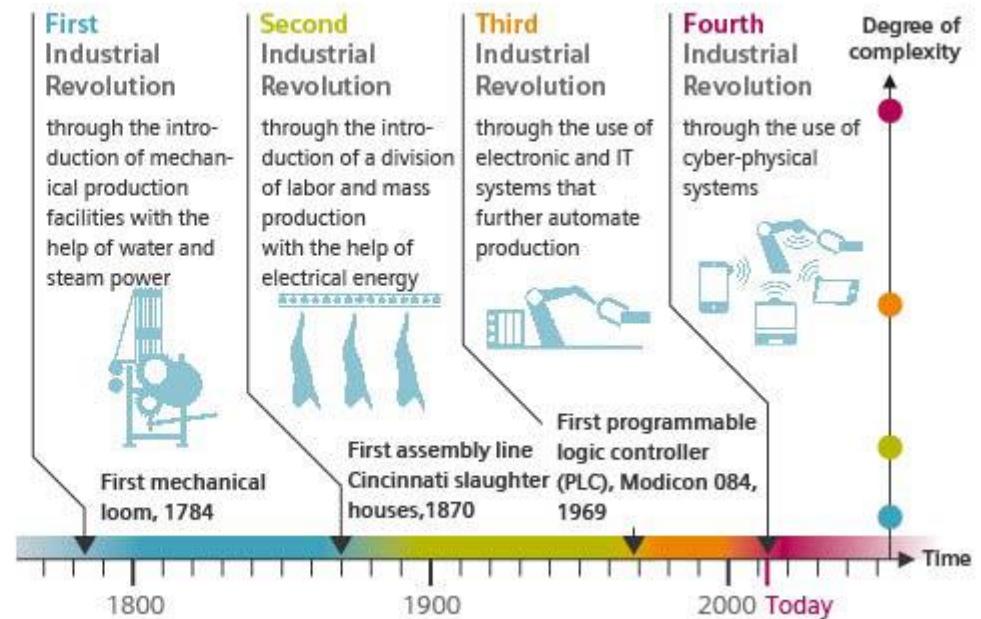 First
Industrial
Revolution
through the intro-
duction of mechan-
ical production
facilities with the
help of water and
steam power
Second
Industrial
Revolution
through the intro-
duction of a division
of labor and mass
production
with the help of
electrical energy
Third
Industrial
Revolution
through the use of
electronic and IT
systems that
further automate
production
Fourth
Industrial
Revolution
through the use of
cyber-physical
systems
Degree of
complexity
First mechanical
loom, 1784
First assembly line
Cincinnati slaughter
houses,1870
First programmable
logic controller
(PLC), Modicon 084,
1969
Time
1800
1900
2000
Today